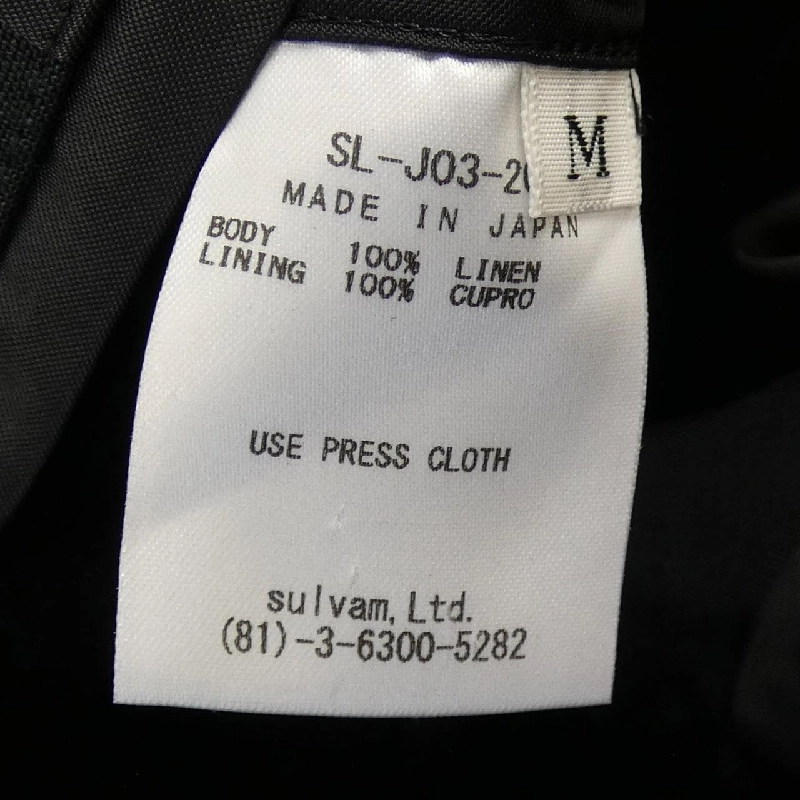 M
SL-J03-2
MADE IN JAPAN
BODY 100% LINEN
LINING 100% CUPRO
USE PRESS CLOTH
sulvam, Ltd.
(81)-3-6300-5282